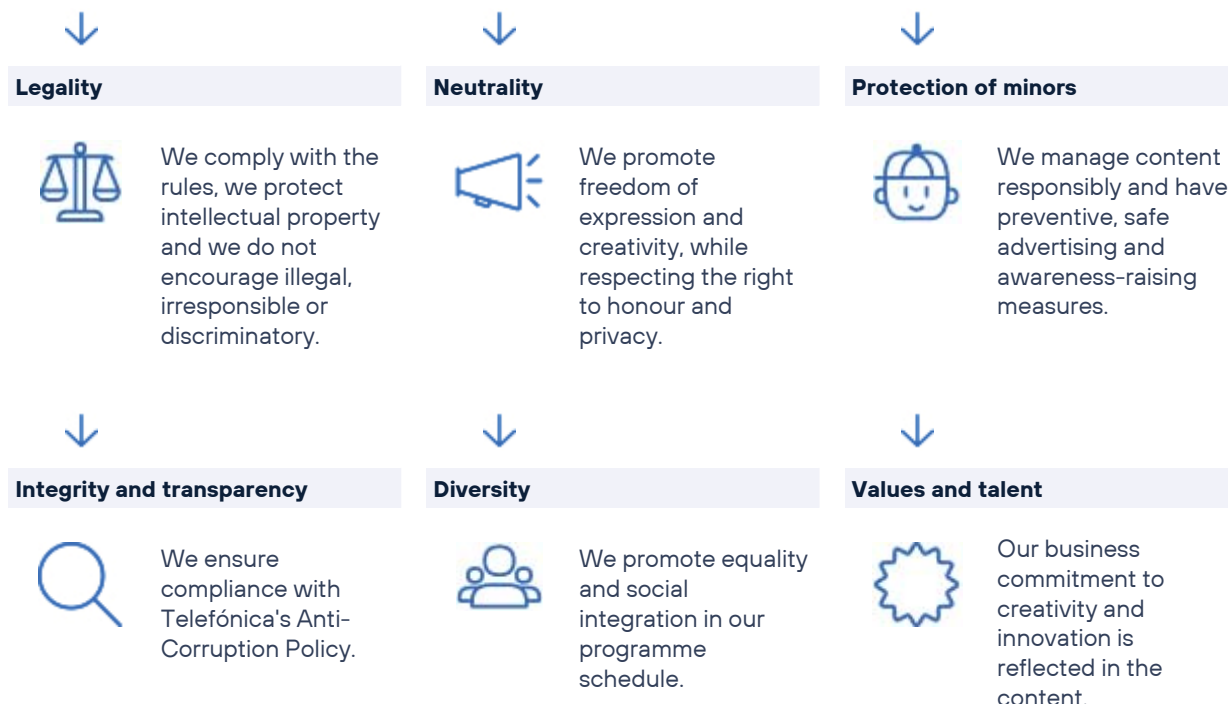 Legality
We comply with the
rules, we protect
intellectual property
and we do not
encourage illegal,
irresponsible or
discriminatory.
Neutrality
We promote
freedom of
expression and
creativity, while
respecting the right
to honour and
privacy.
Protection of minors
We manage content
responsibly and have
preventive, safe
advertising and
awareness-raising
measures.
Integrity and transparency
We ensure
compliance with
Telefónica's Anti-
Corruption Policy.
Diversity
We promote equality
and social
integration in our
programme
schedule.
Values and talent
Our business
commitment to
creativity and
innovation is
reflected in the
content.